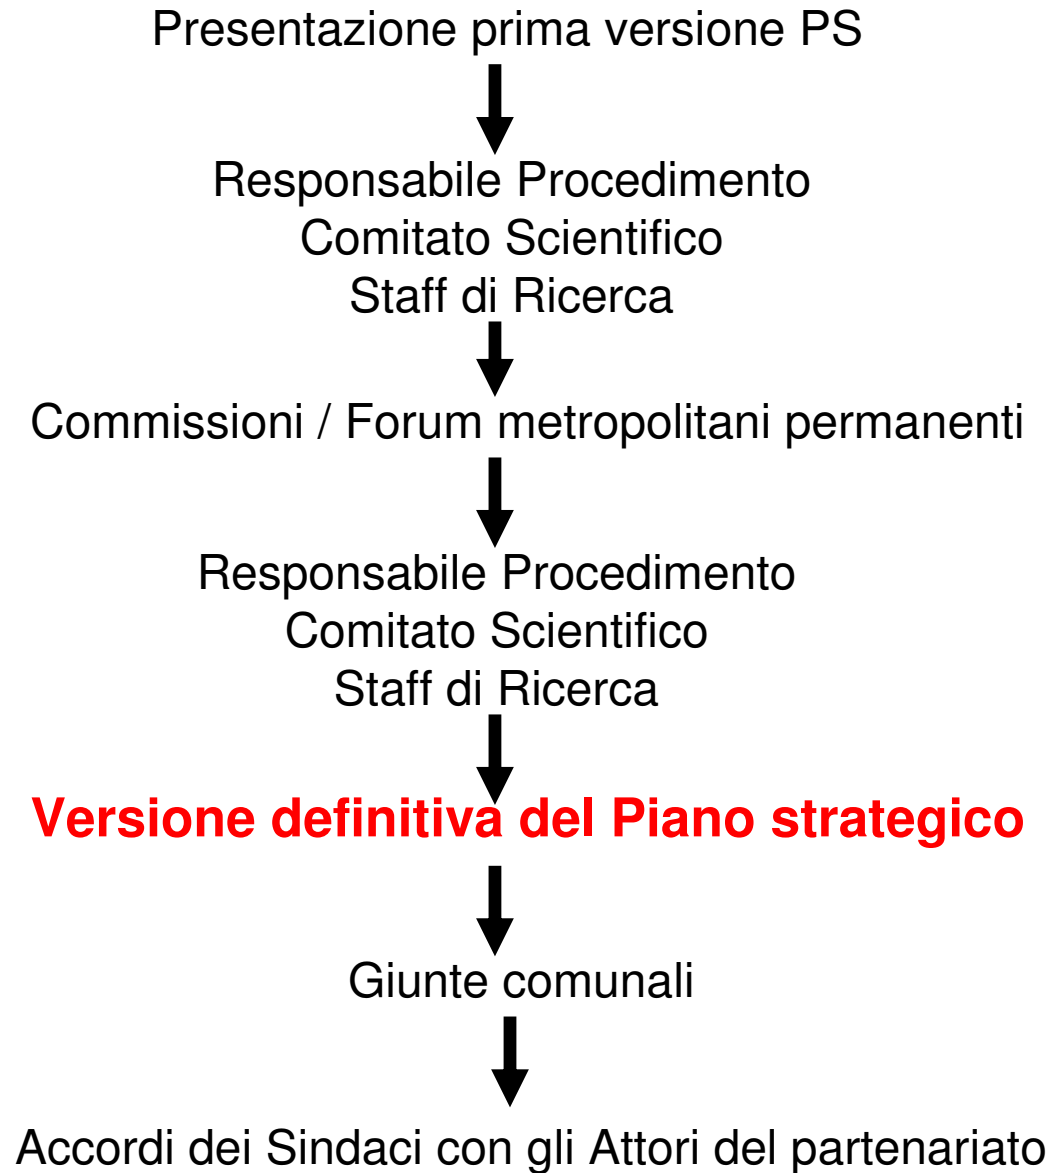 Presentazione prima versione PS
Responsabile Procedimento
Comitato Scientifico
Staff di Ricerca
Commissioni / Forum metropolitani permanenti
Responsabile Procedimento
Comitato Scientifico
Staff di Ricerca
Versione definitiva del Piano strategico
Giunte comunali
Accordi dei Sindaci con gli Attori del partenariato